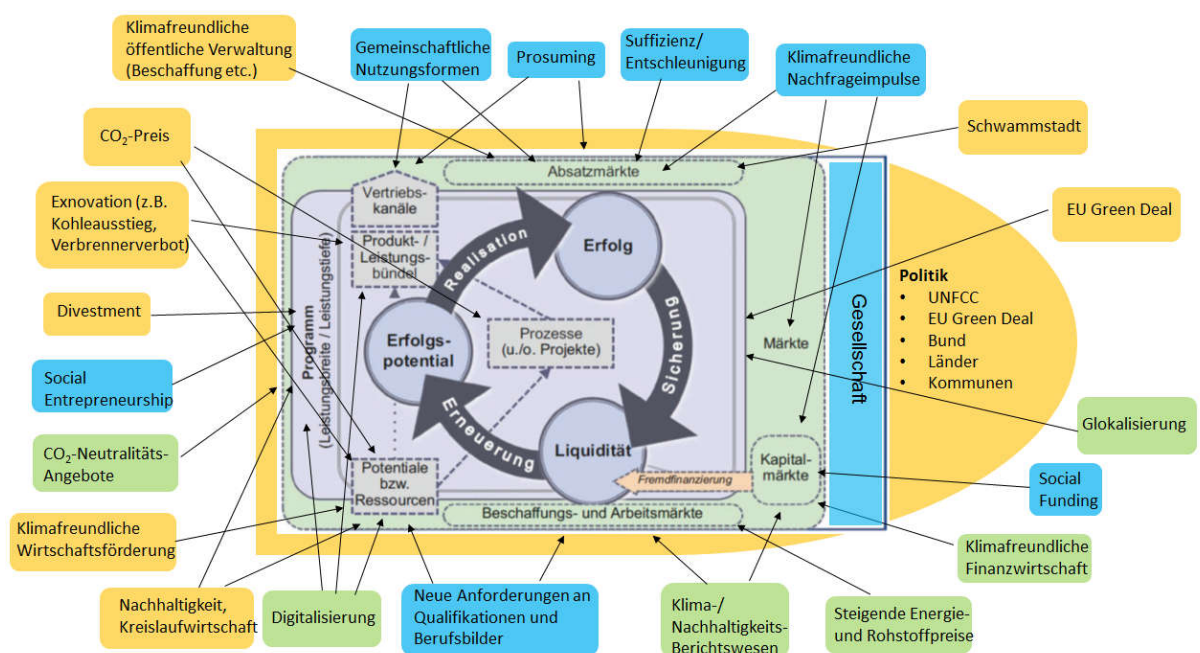 Klimafreundliche
öffentliche Verwaltung
(Beschaffung etc.)
Gemeinschaftliche
Nutzungsformen
Prosuming
Suffizienz/
Entschleunigung
Klimafreundliche
Nachfrageimpulse
CO₂-Preis
Schwammstadt
Absatzmärkte
Exnovation (z.B.
Kohleausstieg,
Verbrennerverbot)
Vertriebs-
kanäle
Produkt- /
Leistungs-
bündel
Realisation
Erfolg
EU Green Deal
Politik
• UNFCC
• EU Green Deal
• Bund
• Länder
• Kommunen
Gesellschaft
Divestment
Programm
(Leistungsbreite / Leistungstiefe)
Erfolgs-
potential
Prozesse
(u./o. Projekte)
Sicherung
Märkte
Social
Entrepreneurship
Glokalisierung
CO₂-Neutralitäts-
Angebote
Erneuerung
Liquidität
Potentiale
bzw.
Ressourcen
Fremdfinanzierung
Kapital-
märkte
Social
Funding
Beschaffungs- und Arbeitsmärkte
Klimafreundliche
Wirtschaftsförderung
Klimafreundliche
Finanzwirtschaft
Nachhaltigkeit,
Kreislaufwirtschaft
Digitalisierung
Neue Anforderungen an
Qualifikationen und
Berufsbilder
Klima-/
Nachhaltigkeits-
Berichtswesen
Steigende Energie-
und Rohstoffpreise